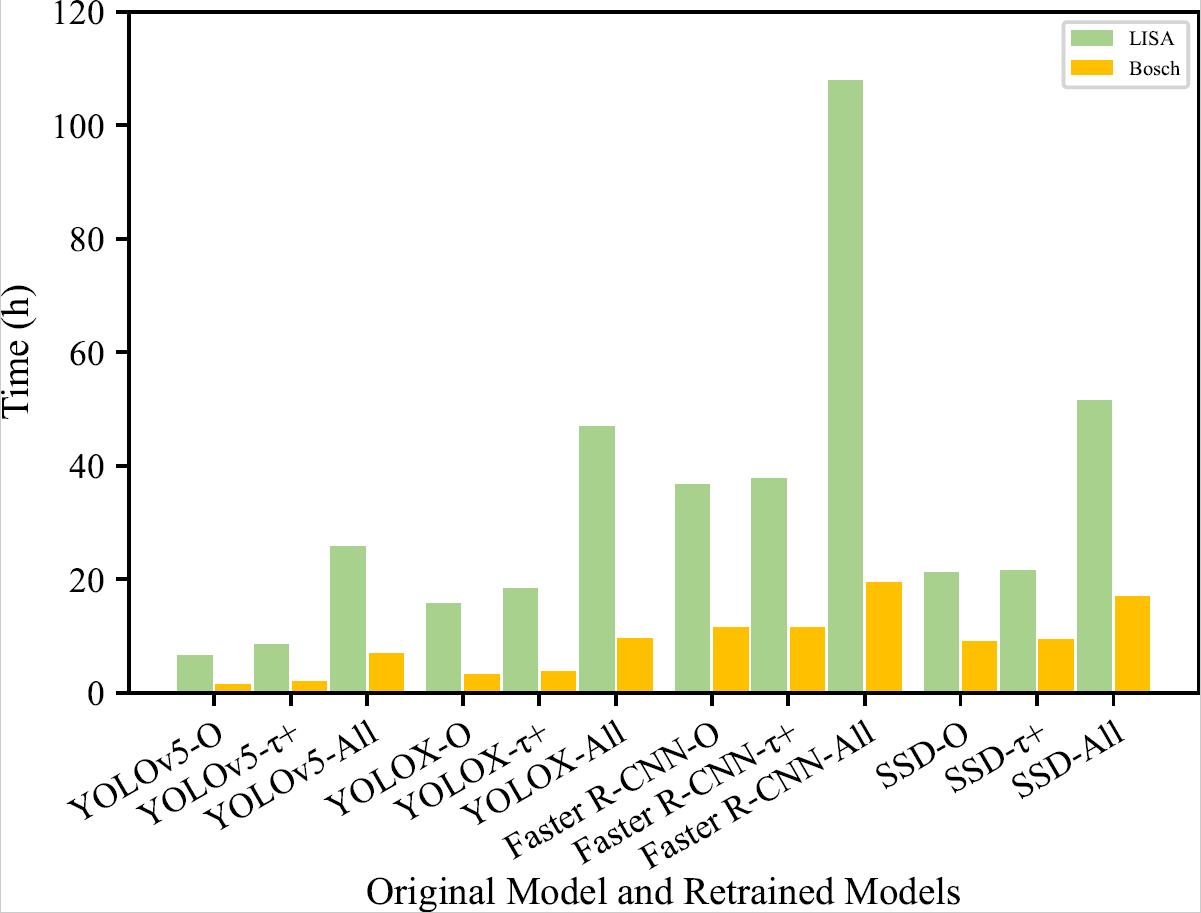 120
100
80
60
40
20
0
Time (h)
LISA
Bosch
YOLOv5-O
YOLOv5-τ+
YOLOv5-All
YOLOX-O
YOLOX-τ+
YOLOX-All
Faster R-CNN-O
Faster R-CNN-τ+
Faster R-CNN-All
SSD-O
SSD-τ+
SSD-All
Original Model and Retrained Models